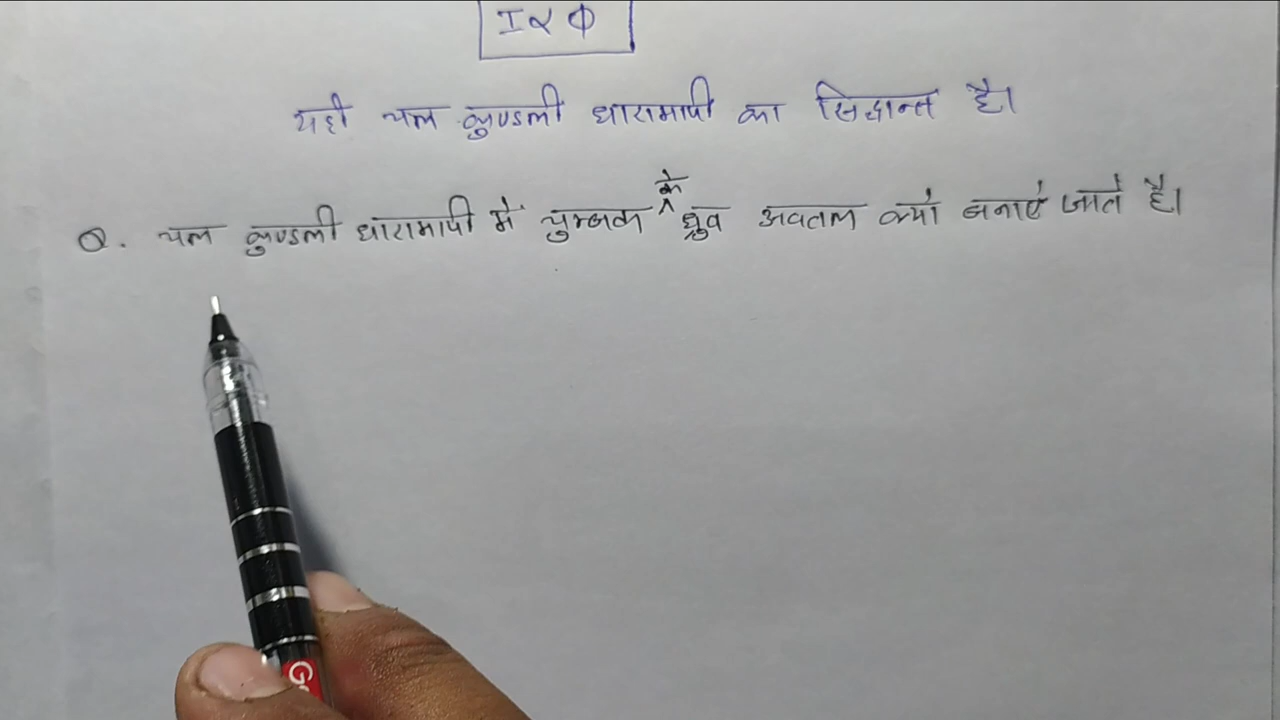 I α Φ
यही चल कुण्डली धारामापी का सिद्धान्त है।
Q. चल कुण्डली धारामापी में चुम्बक के ध्रुव अवतल क्यों बनाएं जाते है।
G